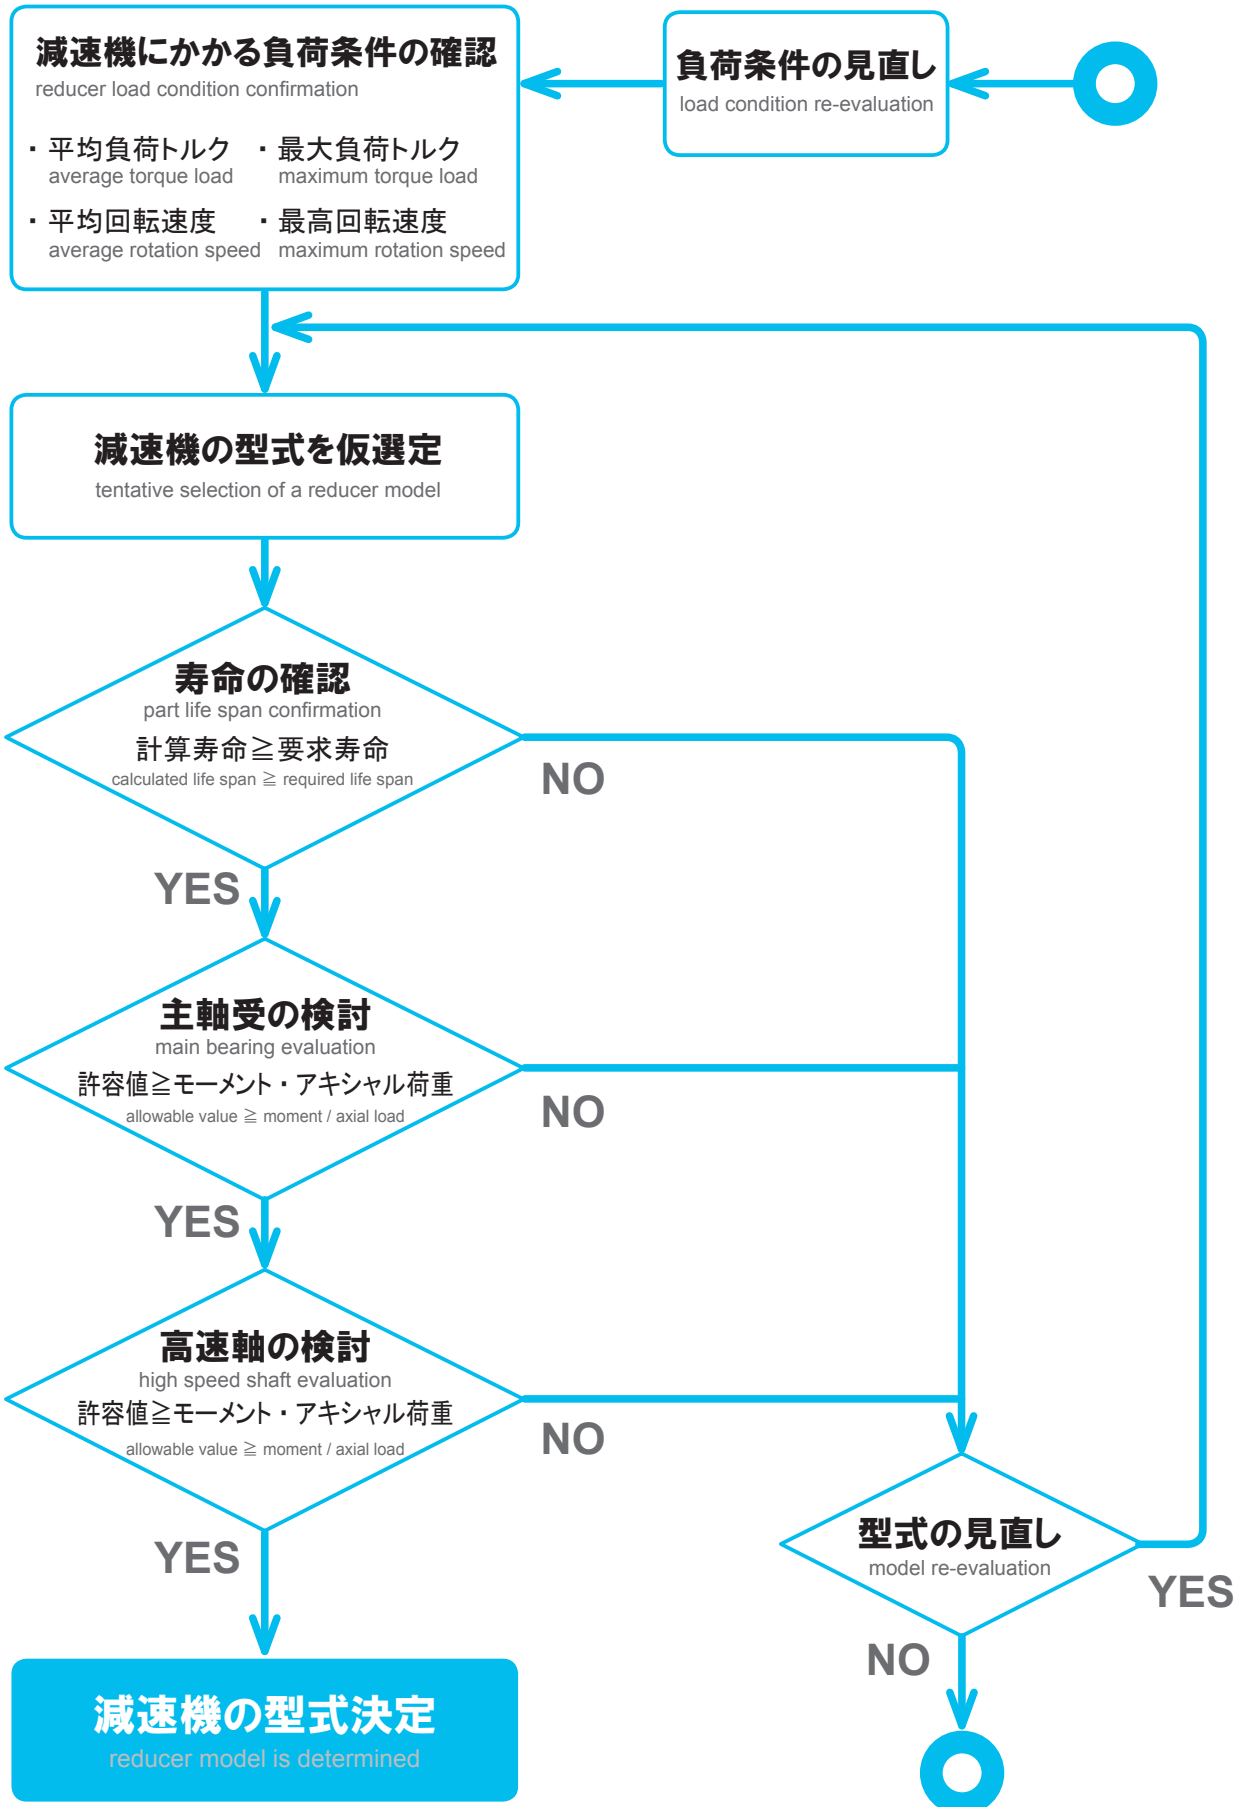 減速機にかかる負荷条件の確認
reducer load condition confirmation
・平均負荷トルク ・最大負荷トルク
average torque load maximum torque load
・平均回転速度 ・最高回転速度
average rotation speed maximum rotation speed
負荷条件の見直し
load condition re-evaluation
減速機の型式を仮選定
tentative selection of a reducer model
寿命の確認
part life span confirmation
計算寿命≧要求寿命
calculated life span ≧ required life span
NO
YES
主軸受の検討
main bearing evaluation
許容値≧モーメント・アキシャル荷重
allowable value ≧ moment / axial load
NO
YES
高速軸の検討
high speed shaft evaluation
許容値≧モーメント・アキシャル荷重
allowable value ≧ moment / axial load
NO
YES
型式の見直し
model re-evaluation
YES
NO
減速機の型式決定
reducer model is determined